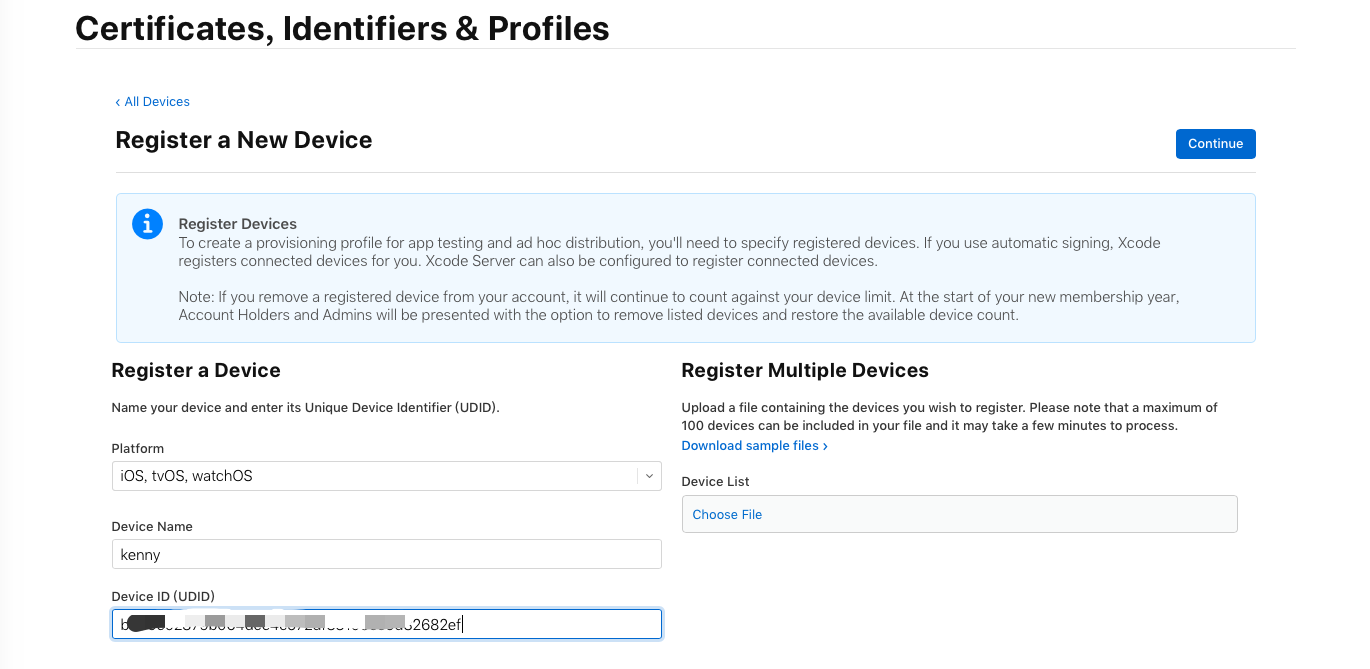 Certificates, Identifiers & Profiles
‹ All Devices
Register a New Device
Continue
Register Devices
To create a provisioning profile for app testing and ad hoc distribution, you'll need to specify registered devices. If you use automatic signing, Xcode
registers connected devices for you. Xcode Server can also be configured to register connected devices.
Note: If you remove a registered device from your account, it will continue to count against your device limit. At the start of your new membership year,
Account Holders and Admins will be presented with the option to remove listed devices and restore the available device count.
Register a Device
Name your device and enter its Unique Device Identifier (UDID).
Platform
iOS, tvOS, watchOS
Device Name
kenny
Device ID (UDID)
Register Multiple Devices
Upload a file containing the devices you wish to register. Please note that a maximum of
100 devices can be included in your file and it may take a few minutes to process.
Download sample files ›
Device List
Choose File